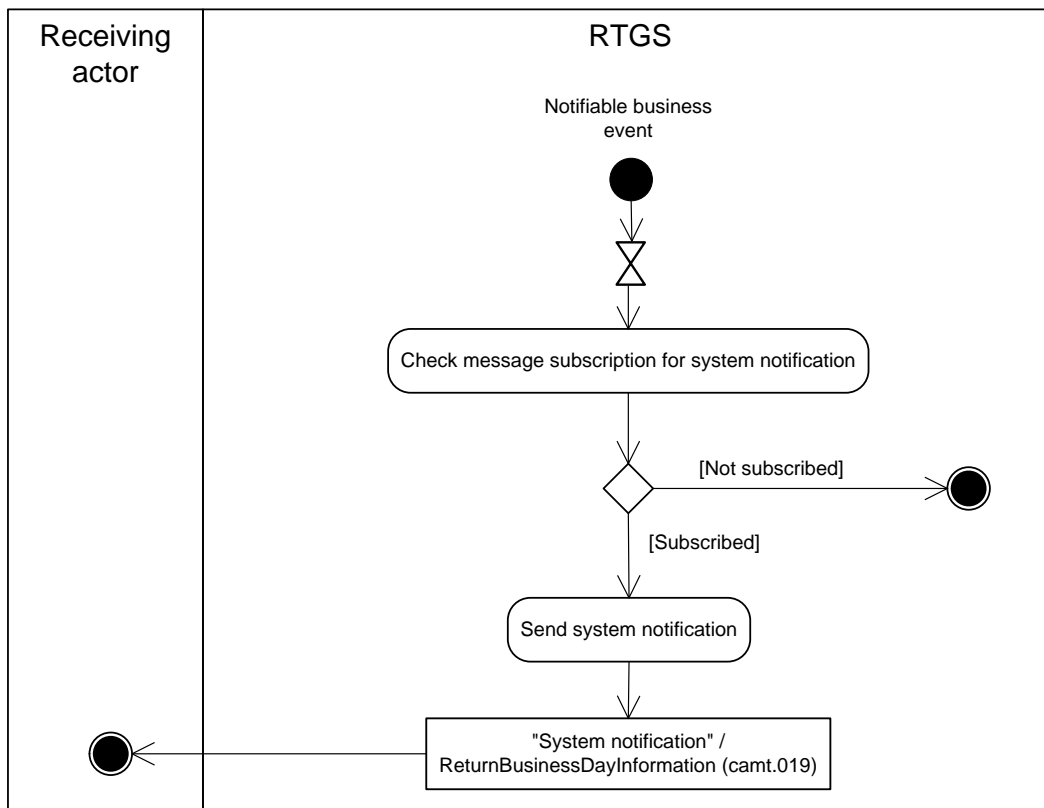 Receiving
actor
RTGS
Notifiable business
event
Check message subscription for system notification
[Not subscribed]
[Subscribed]
Send system notification
"System notification" /
ReturnBusinessDayInformation (camt.019)